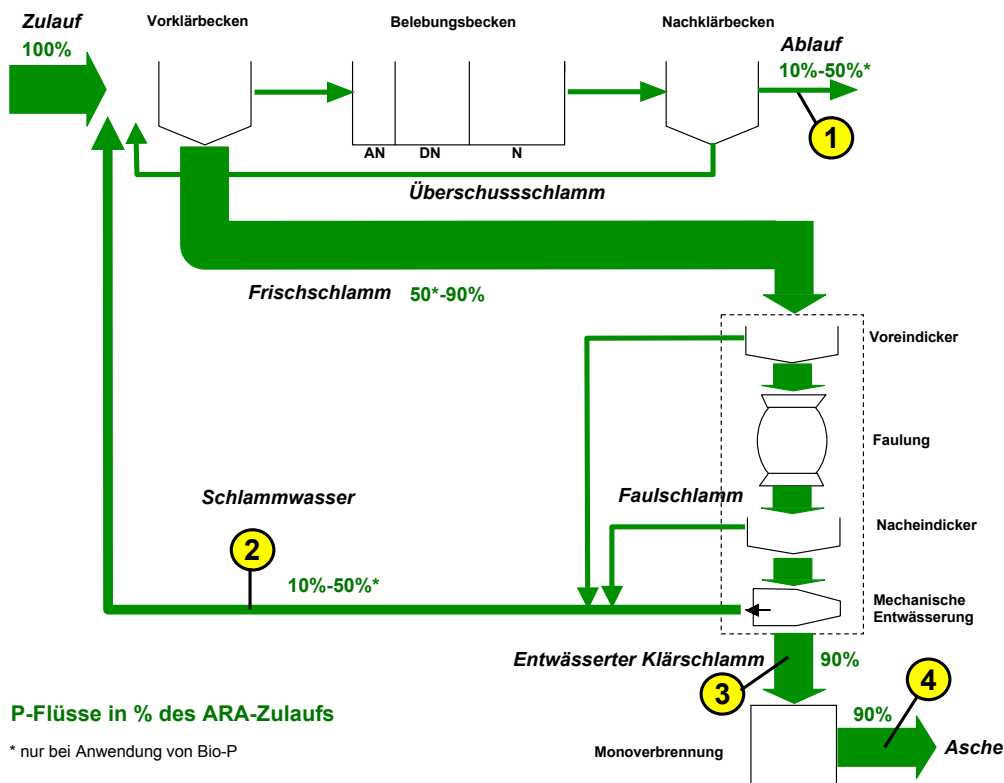 Zulauf
100%
Vorklärbecken
Belebungsbecken
Nachklärbecken
Ablauf
10%-50%*
1
AN
DN
N
Überschussschlamm
Frischschlamm 50*-90%
Voreindicker
Faulung
Schlammwasser
Faulschlamm
Nacheindicker
2
10%-50%*
Mechanische
Entwässerung
Entwässerter Klärschlamm
90%
3
4
90%
P-Flüsse in % des ARA-Zulaufs
* nur bei Anwendung von Bio-P
Monoverbrennung
Asche